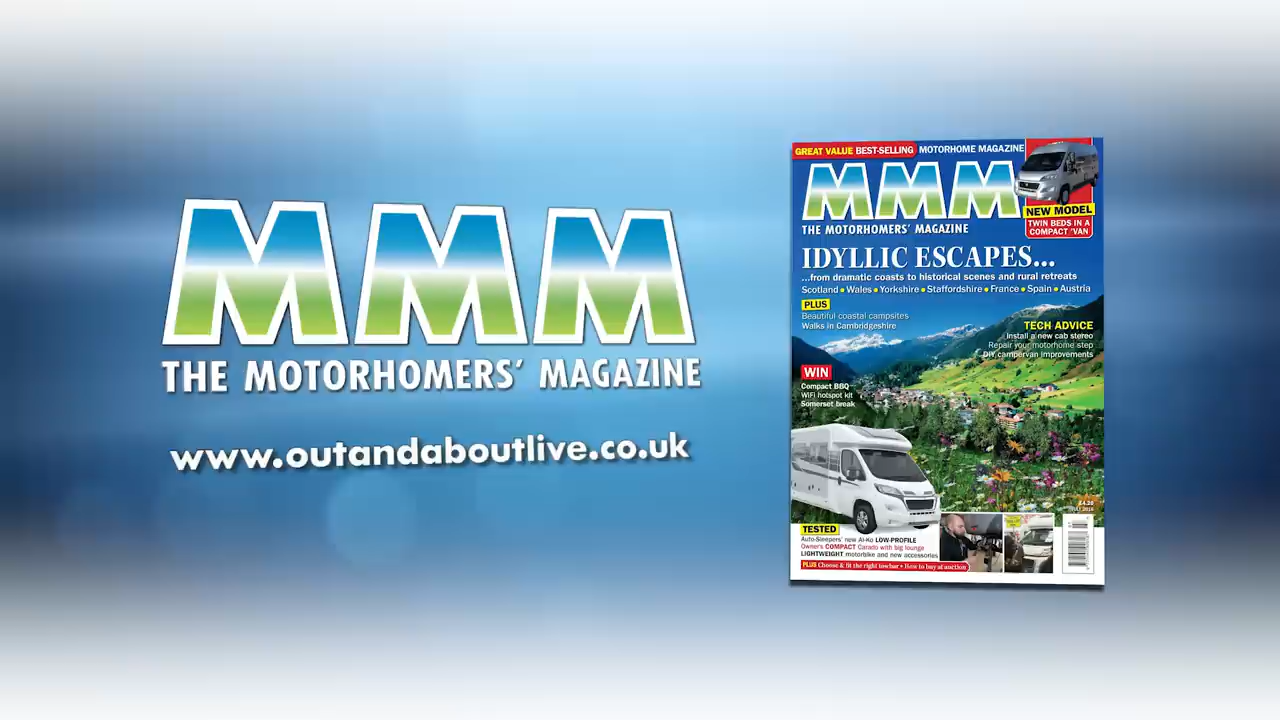 MMM
THE MOTORHOMERS' MAGAZINE
www.outandaboutlive.co.uk
GREAT VALUE BEST-SELLING MOTORHOME MAGAZINE
MMM
THE MOTORHOMERS' MAGAZINE
NEW MODEL
TWIN BEDS IN A
COMPACT 'VAN
IDYLLIC ESCAPES...
...from dramatic coasts to historical scenes and rural retreats
Scotland • Wales • Yorkshire • Staffordshire • France • Spain • Austria
PLUS
Beautiful coastal campsites
Walks in Cambridgeshire
TECH ADVICE
Install a new cab stereo
Repair your motorhome step
DIY campervan improvements
WIN
Compact BBQ
WiFi hotspot kit
Somerset break
TESTED
Auto-Sleepers' new Al-Ko LOW-PROFILE
Owner's COMPACT Carado with big lounge
LIGHTWEIGHT motorbike and new accessories
PLUS Choose & fit the right towbar • How to buy at auction